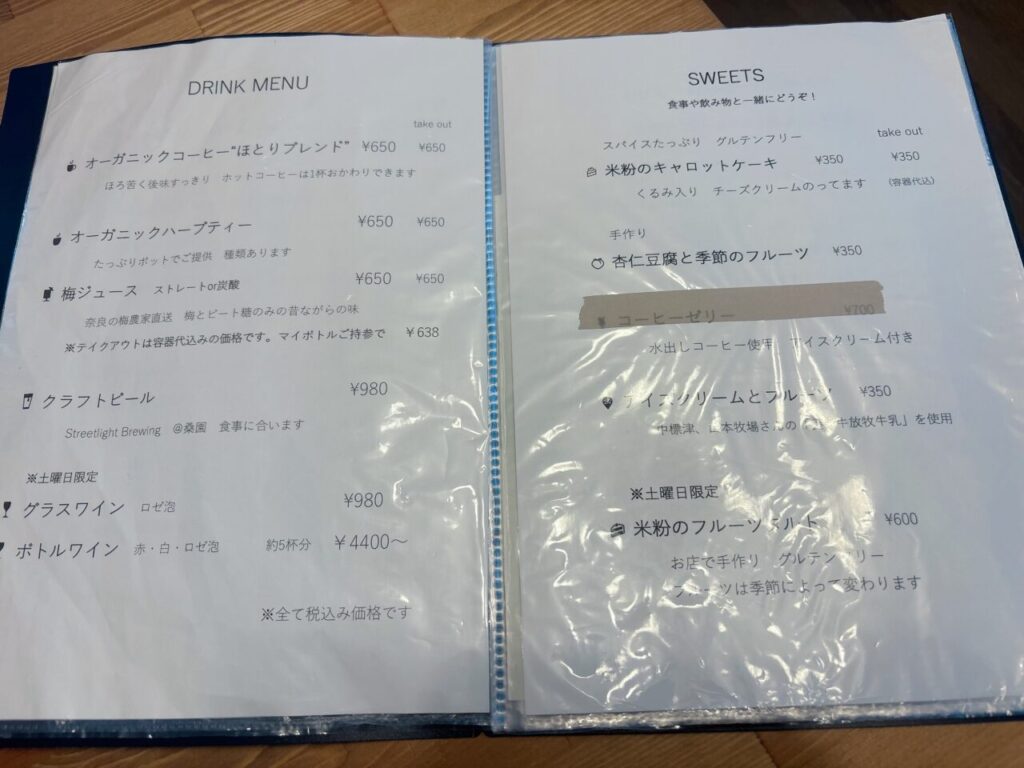 DRINK MENU
take out
オーガニックコーヒー"ほとりブレンド" ¥650 ¥650
ほろ苦く後味すっきり ホットコーヒーは1杯おかわりできます
オーガニックハーブティー ¥650 ¥650
たっぷりポットでご提供 種類あります
梅ジュース ストレートor炭酸 ¥650 ¥650
奈良の梅農家直送 梅とビート糖のみの昔ながらの味
※テイクアウトは容器代込みの価格です。マイボトルご持参で ¥638
クラフトビール ¥980
Streetlight Brewing @桑園 食事に合います
※土曜日限定
グラスワイン ロゼ泡 ¥980
ボトルワイン 赤・白・ロゼ泡 約5杯分 ¥4400〜
※全て税込み価格です
SWEETS
食事や飲み物と一緒にどうぞ！
スパイスたっぷり グルテンフリー take out
米粉のキャロットケーキ ¥350 ¥350
くるみ入り チーズクリームのってます (容器代込)
手作り
杏仁豆腐と季節のフルーツ ¥350
コーヒーゼリー ¥700
水出しコーヒー使用 アイスクリーム付き
アイスクリームとフルーツ ¥350
中標津、山本牧場さんの 放牧牛乳」を使用
※土曜日限定
米粉のフルーツタルト ¥600
お店で手作り グルテンフリー
フルーツは季節によって変わります